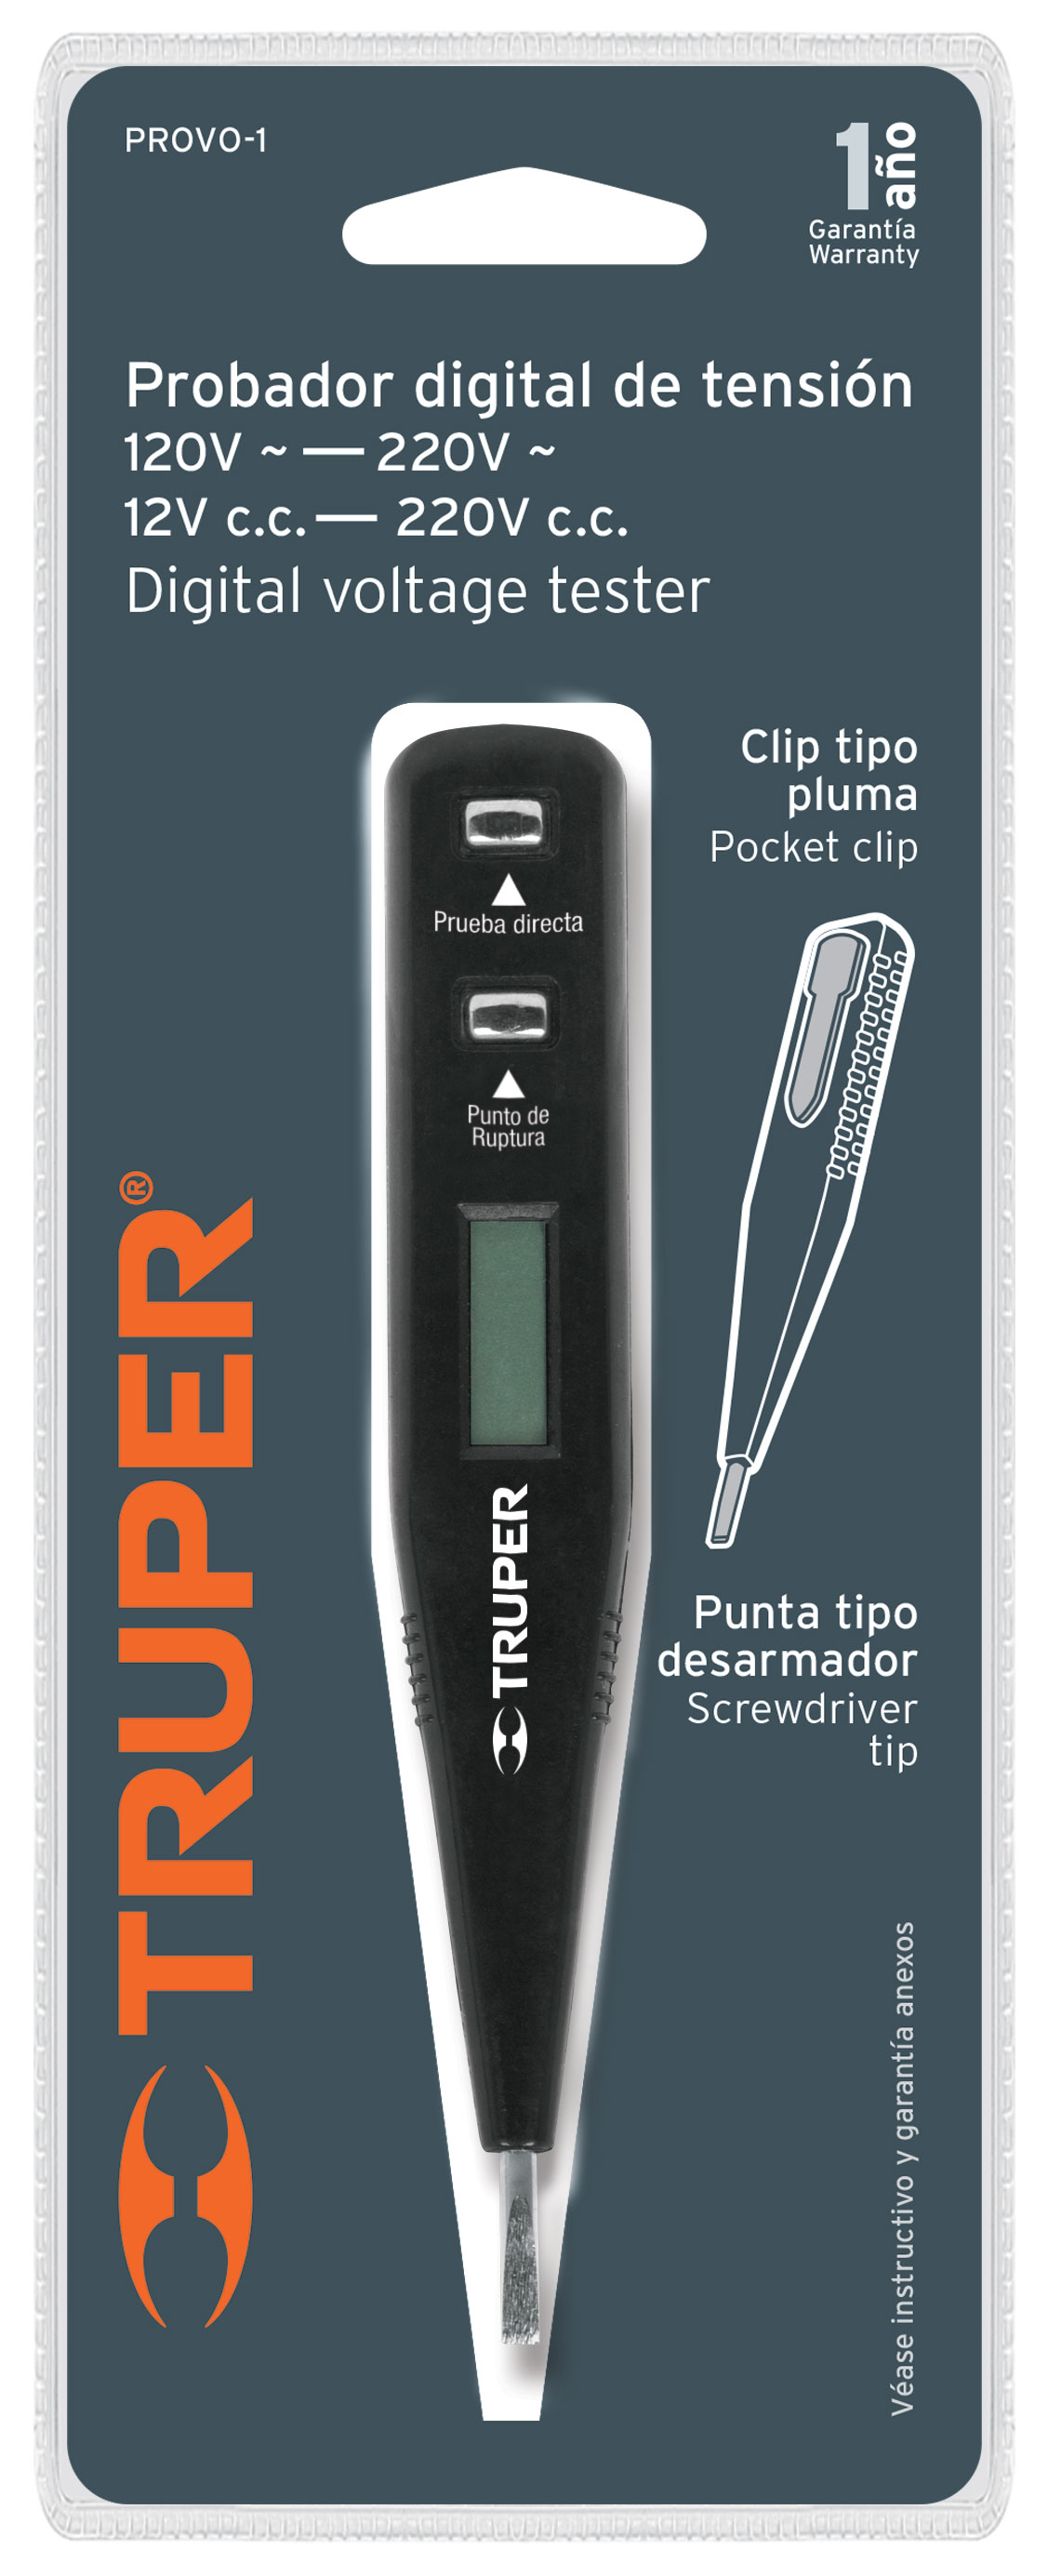 PROVO-1
1 año
Garantía
Warranty
Probador digital de tensión
120V ~ — 220V ~
12V c.c. — 220V c.c.
Digital voltage tester
Clip tipo
pluma
Pocket clip
Prueba directa
Punto de
Ruptura
TRUPER
TRUPER®
Punta tipo
desarmador
Screwdriver
tip
Véase instructivo y garantía anexos